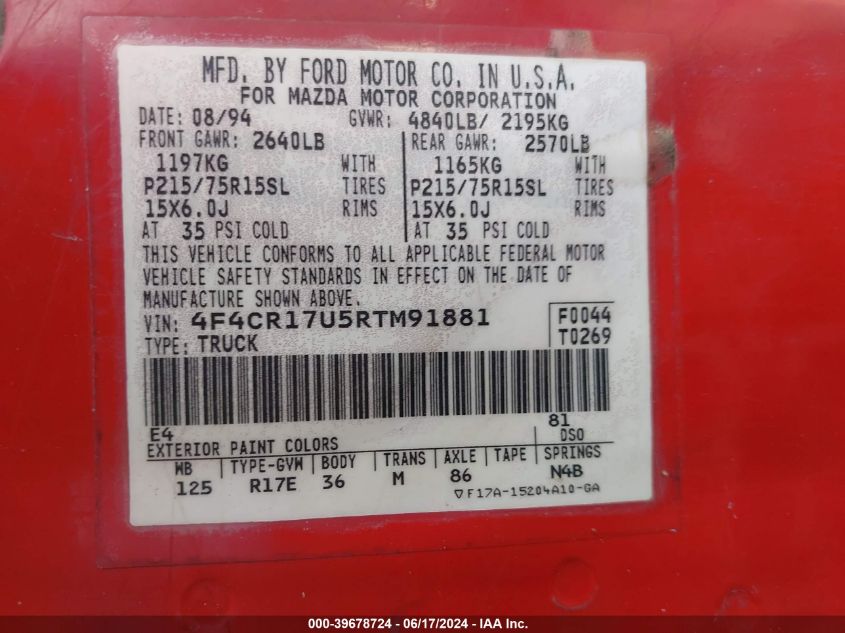 MFD. BY FORD MOTOR CO. IN U.S.A.
FOR MAZDA MOTOR CORPORATION
DATE: 08/94 GVWR: 4840LB/ 2195KG
FRONT GAWR: 2640LB REAR GAWR: 2570LB
1197KG WITH 1165KG WITH
P215/75R15SL TIRES P215/75R15SL TIRES
15X6.0J RIMS 15X6.0J RIMS
AT 35 PSI COLD AT 35 PSI COLD
THIS VEHICLE CONFORMS TO ALL APPLICABLE FEDERAL MOTOR
VEHICLE SAFETY STANDARDS IN EFFECT ON THE DATE OF
MANUFACTURE SHOWN ABOVE.
VIN: 4F4CR17U5RTM91881 F0044
TYPE: TRUCK T0269
E4 81
EXTERIOR PAINT COLORS DSO
WB TYPE-GVW BODY TRANS AXLE TAPE SPRINGS
125 R17E 36 M 86 N4B
▽F17A-15204A10-GA
000-39678724 - 06/17/2024 - IAA Inc.